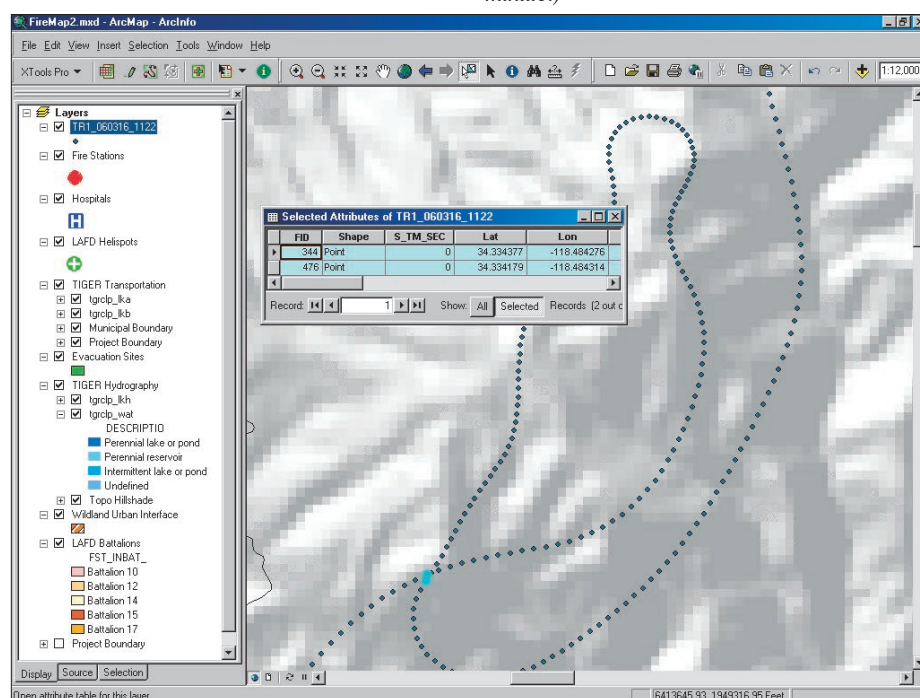 FireMap2.mxd - ArcMap - ArcInfo
File Edit View Insert Selection Tools Window Help
XTools Pro
1:12,000
Layers
TR1_060316_1122
Fire Stations
Hospitals
H
LAFD Helispots
TIGER Transportation
tgrclp_lka
tgrclp_lkb
Municipal Boundary
Project Boundary
Evacuation Sites
TIGER Hydrography
tgrclp_lkh
tgrclp_wat
DESCRIPTIO
Perennial lake or pond
Perennial reservoir
Intermittent lake or pond
Undefined
Topo Hillshade
Wildland Urban Interface
LAFD Battalions
FST_INBAT_
Battalion 10
Battalion 12
Battalion 14
Battalion 15
Battalion 17
Project Boundary
Display Source Selection
Selected Attributes of TR1_060316_1122
FID Shape S_TM_SEC Lat Lon
344 Point 0 34.334377 -118.484276
476 Point 0 34.334179 -118.484314
Record: 1 Show: All Selected Records (2 out o
Open attribute table for this layer
6413645.93 1949316.95 Feet